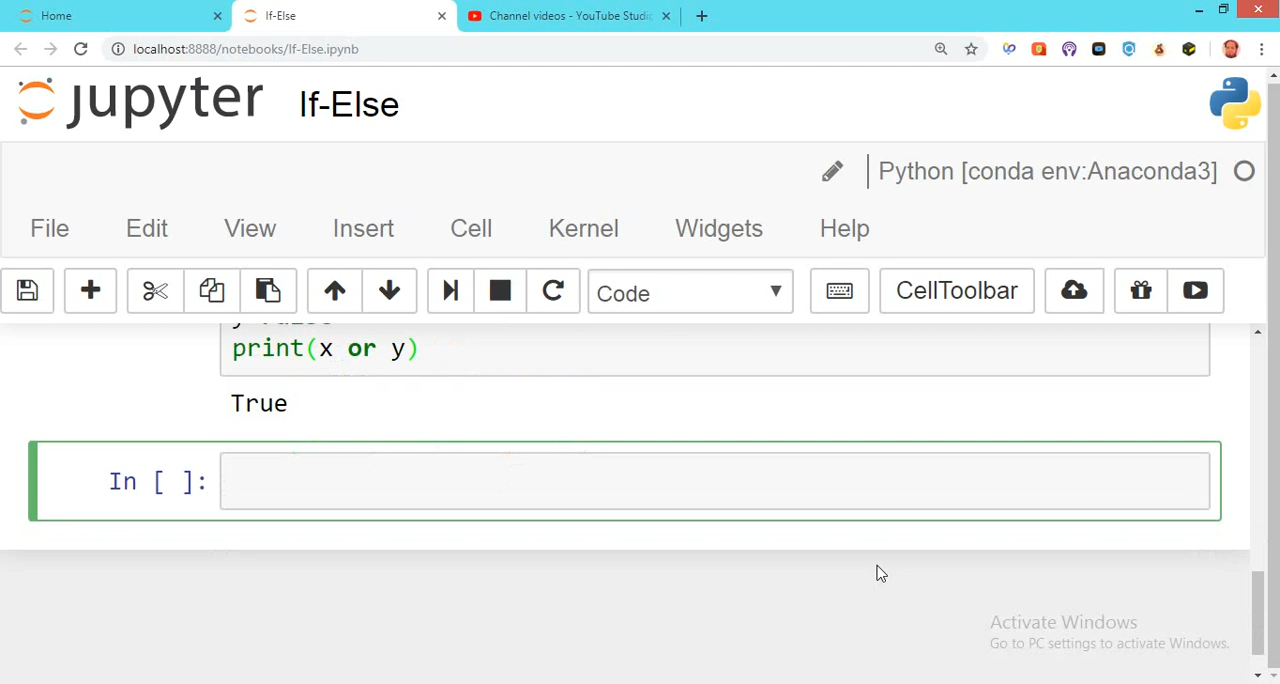 Home
If-Else
Channel videos - YouTube Studio
localhost:8888/notebooks/If-Else.ipynb
jupyter If-Else
Python [conda env:Anaconda3]
File Edit View Insert Cell Kernel Widgets Help
Code CellToolbar
print(x or y)
True
In [ ]:
Activate Windows
Go to PC settings to activate Windows.